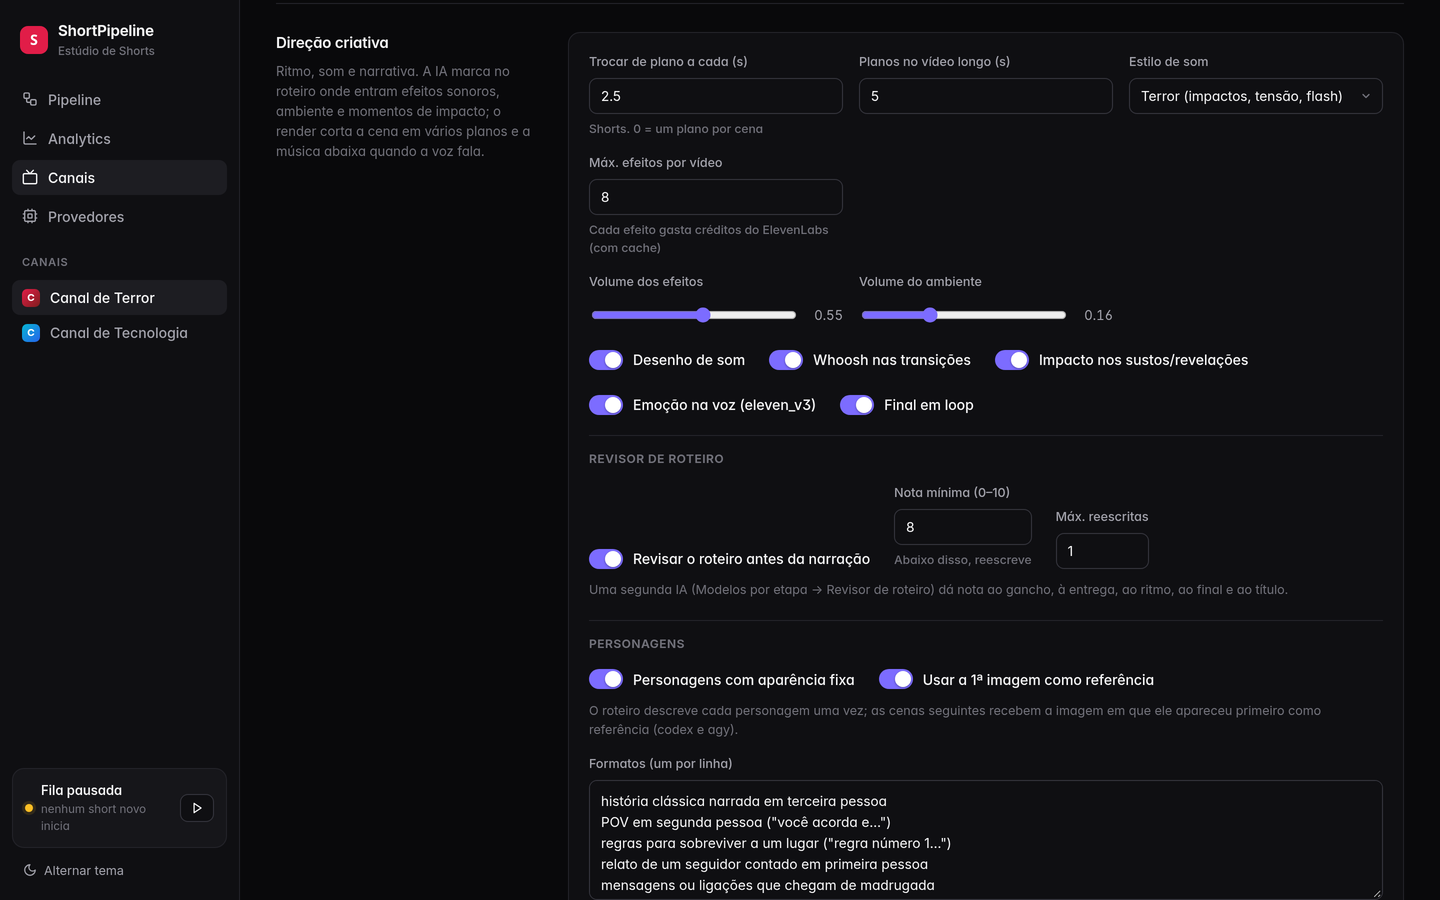 S
ShortPipeline
Estúdio de Shorts
Pipeline
Analytics
Canais
Provedores
CANAIS
C
Canal de Terror
C
Canal de Tecnologia
Fila pausada
nenhum short novo
inicia
Alternar tema
Direção criativa
Ritmo, som e narrativa. A IA marca no
roteiro onde entram efeitos sonoros,
ambiente e momentos de impacto; o
render corta a cena em vários planos e a
música abaixa quando a voz fala.
Trocar de plano a cada (s)
2.5
Shorts. 0 = um plano por cena
Planos no vídeo longo (s)
5
Estilo de som
Terror (impactos, tensão, flash)
Máx. efeitos por vídeo
8
Cada efeito gasta créditos do ElevenLabs
(com cache)
Volume dos efeitos
0.55
Volume do ambiente
0.16
Desenho de som
Whoosh nas transições
Impacto nos sustos/revelações
Emoção na voz (eleven_v3)
Final em loop
REVISOR DE ROTEIRO
Revisar o roteiro antes da narração
Nota mínima (0–10)
8
Abaixo disso, reescreve
Máx. reescritas
1
Uma segunda IA (Modelos por etapa → Revisor de roteiro) dá nota ao gancho, à entrega, ao ritmo, ao final e ao título.
PERSONAGENS
Personagens com aparência fixa
Usar a 1ª imagem como referência
O roteiro descreve cada personagem uma vez; as cenas seguintes recebem a imagem em que ele apareceu primeiro como
referência (codex e agy).
Formatos (um por linha)
história clássica narrada em terceira pessoa
POV em segunda pessoa ("você acorda e...")
regras para sobreviver a um lugar ("regra número 1...")
relato de um seguidor contado em primeira pessoa
mensagens ou ligações que chegam de madrugada